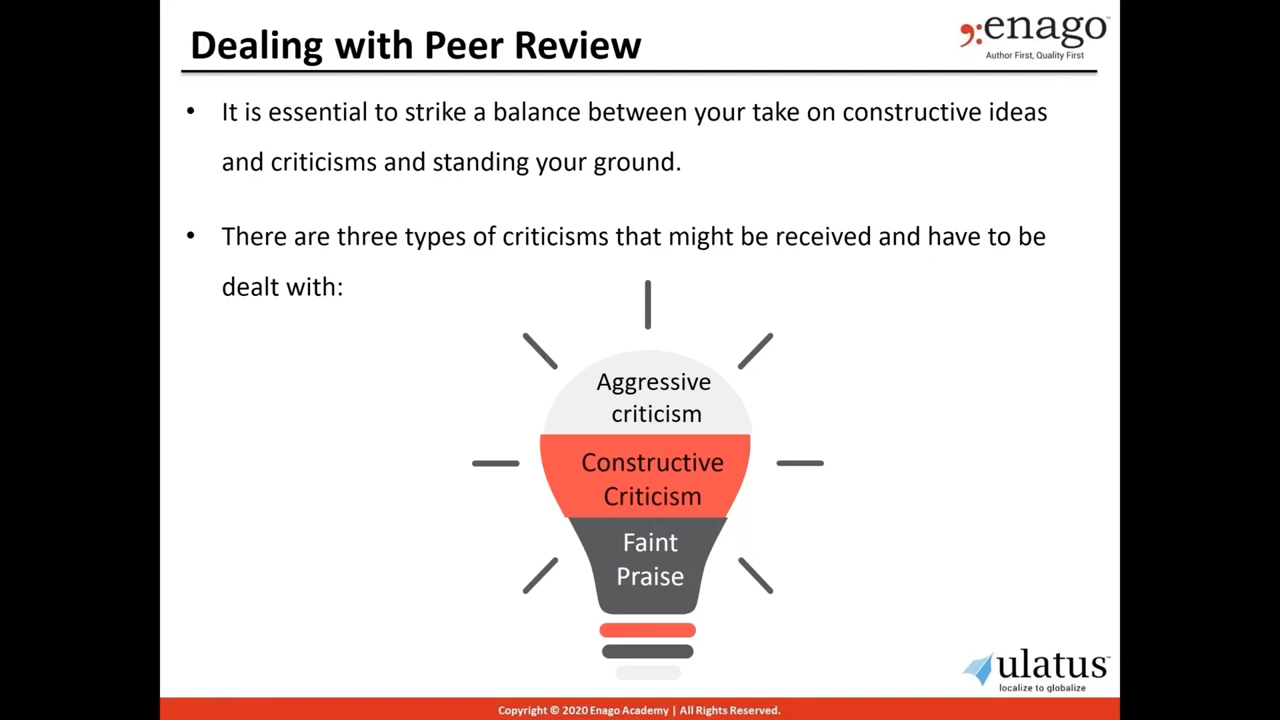 Dealing with Peer Review
enago™
Author First, Quality First
• It is essential to strike a balance between your take on constructive ideas
and criticisms and standing your ground.
• There are three types of criticisms that might be received and have to be
dealt with:
Aggressive
criticism
Constructive
Criticism
Faint
Praise
ulatus™
localize to globalize
Copyright © 2020 Enago Academy | All Rights Reserved.